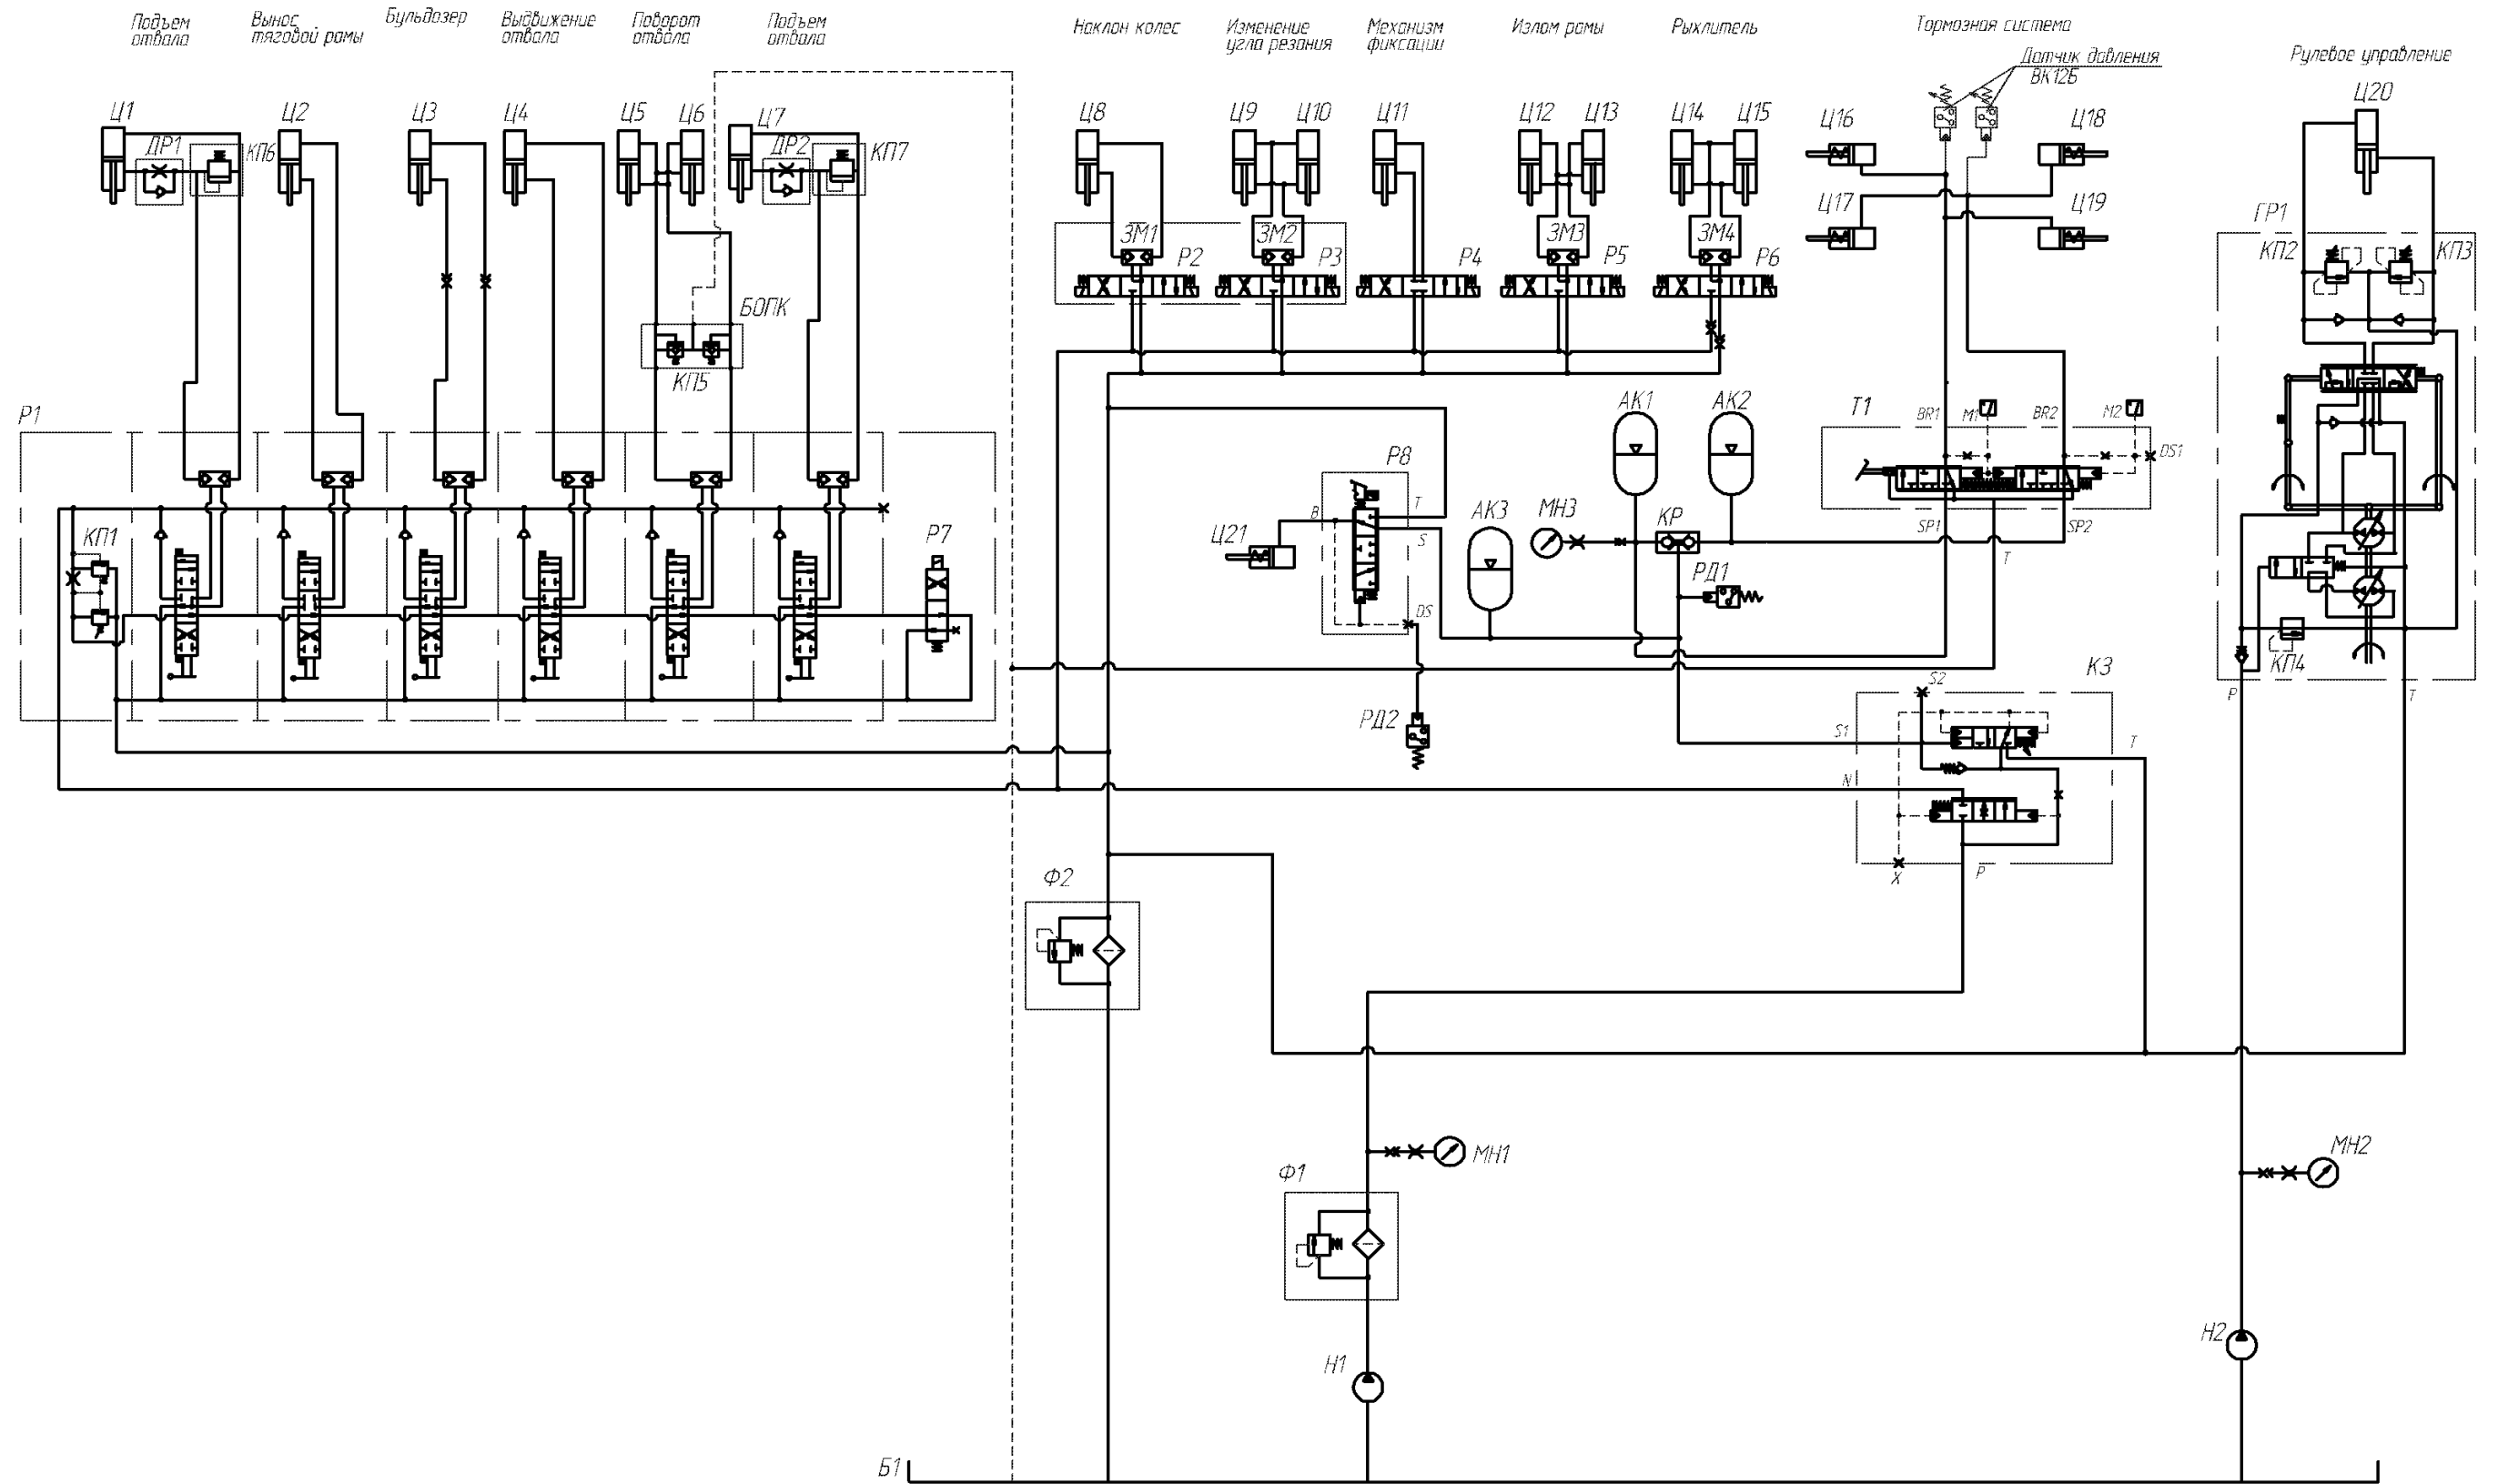 Подъем
отвала
Вынос
тяговой рамы
Бульдозер
Выдвижение
отвала
Поворот
отвала
Подъем
отвала
Наклон колес
Изменение
угла резания
Механизм
фиксации
Излом рамы
Рыхлитель
Тормозная система
Датчик давления
ВК12Б
Рулевое управление
Ц1
Ц2
Ц3
Ц4
Ц5
Ц6
Ц7
Ц8
Ц9
Ц10
Ц11
Ц12
Ц13
Ц14
Ц15
Ц16
Ц18
Ц20
ДР1
КП6
ДР2
КП7
Ц17
Ц19
ГР1
ЗМ1
Р2
ЗМ2
Р3
Р4
ЗМ3
Р5
ЗМ4
Р6
КП2
КП3
БОПК
КП5
Р1
АК1
АК2
Т1
BR1
М1
BR2
М2
DS1
Р8
КП1
Р7
Ц21
В
Т
S
АК3
МН3
КР
SP1
Т
SP2
РД1
DS
КП4
Р
Т
К3
S2
РД2
S1
Т
N
X
P
Ф2
МН1
МН2
Ф1
Н1
Н2
Б1